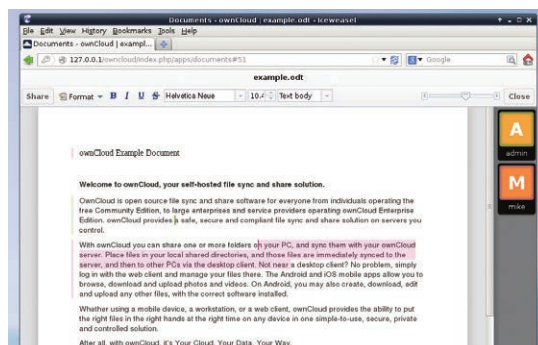 Documents - ownCloud | example.odt - Iceweasel
File Edit View History Bookmarks Tools Help
Documents - ownCloud | exampl...
127.0.0.1/owncloud/index.php/apps/documents#51
Google
example.odt
Share Format B I U S Helvetica Neue 10.4 Text body Close
A
admin
M
mike
ownCloud Example Document
Welcome to ownCloud, your self-hosted file sync and share solution.
OwnCloud is open source file sync and share software for everyone from individuals operating the
free Community Edition, to large enterprises and service providers operating ownCloud Enterprise
Edition. ownCloud provides a safe, secure and compliant file sync and share solution on servers you
control.
With ownCloud you can share one or more folders on your PC, and sync them with your ownCloud
server. Place files in your local shared directories, and those files are immediately synced to the
server, and then to other PCs via the desktop client. Not near a desktop client? No problem, simply
log in with the web client and manage your files there. The Android and iOS mobile apps allow you to
browse, download and upload photos and videos. On Android, you may also create, download, edit
and upload any other files, with the correct software installed.
Whether using a mobile device, a workstation, or a web client, ownCloud provides the ability to put
the right files in the right hands at the right time on any device in one simple-to-use, secure, private
and controlled solution.
After all, with ownCloud, it's Your Cloud, Your Data, Your Way.